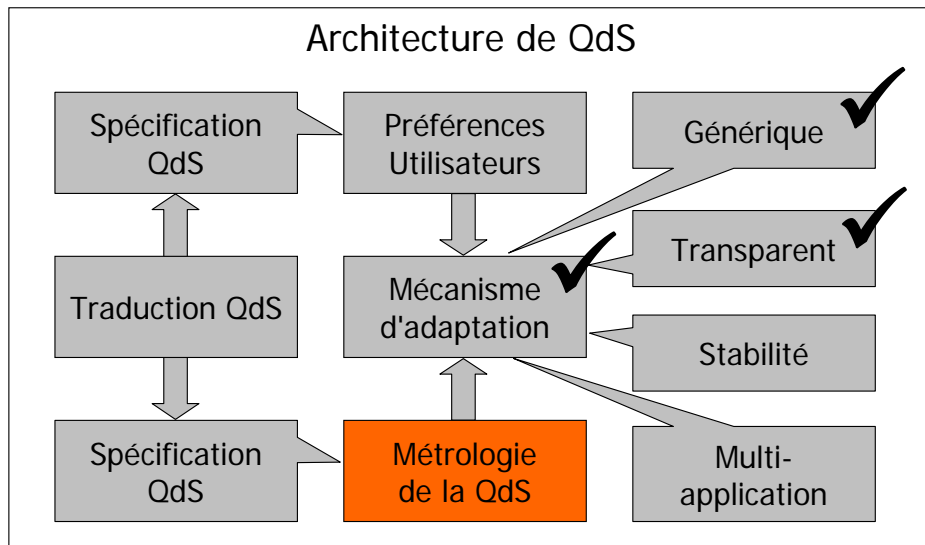 Architecture de QdS
Spécification
QdS
Préférences
Utilisateurs
Générique
Traduction QdS
Mécanisme
d'adaptation
Transparent
Stabilité
Spécification
QdS
Métrologie
de la QdS
Multi-
application